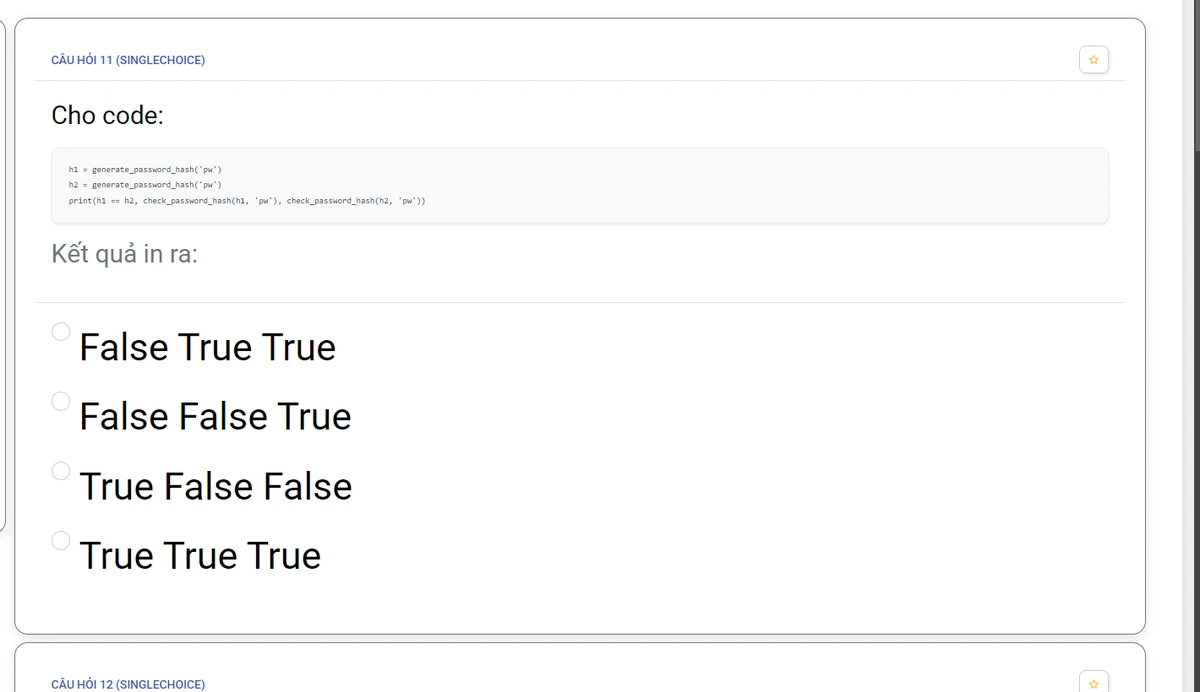 CÂU HỎI 11 (SINGLECHOICE)
Cho code:
h1 = generate_password_hash('pw')
h2 = generate_password_hash('pw')
print(h1 == h2, check_password_hash(h1, 'pw'), check_password_hash(h2, 'pw'))
Kết quả in ra:
False True True
False False True
True False False
True True True
CÂU HỎI 12 (SINGLECHOICE)